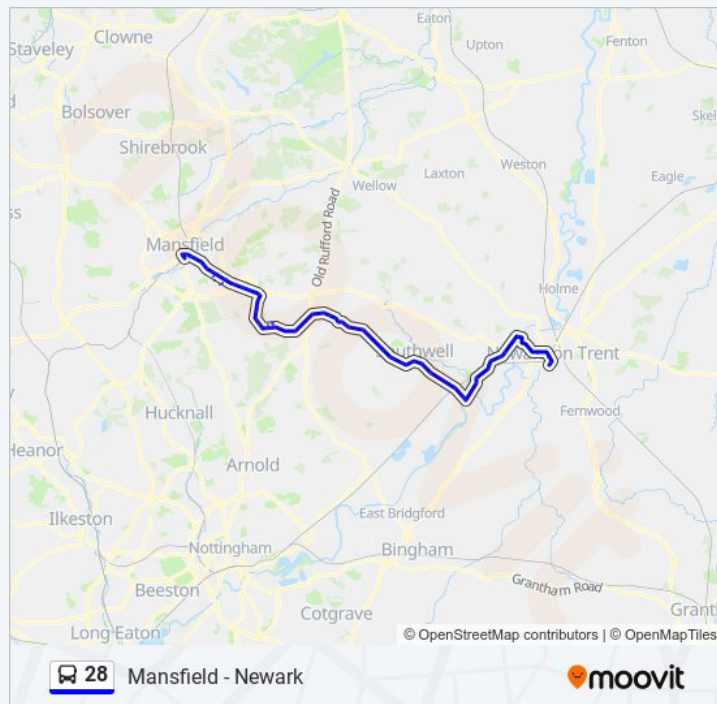 Eaton
Clowne
Upton
Fenton
Staveley
Bolsover
Skel
Shirebrook
Weston
Laxton
Eagle
Wellow
Old Rufford Road
Mansfield
Holme
Southwell
Newark on Trent
Hucknall
Fernwood
Heanor
Arnold
Ilkeston
East Bridgford
Nottingham
Bingham
Beeston
Grantham Road
Cotgrave
Grant
Long Eaton
© OpenStreetMap contributors | © OpenMapTiles
28 Mansfield - Newark
moovit